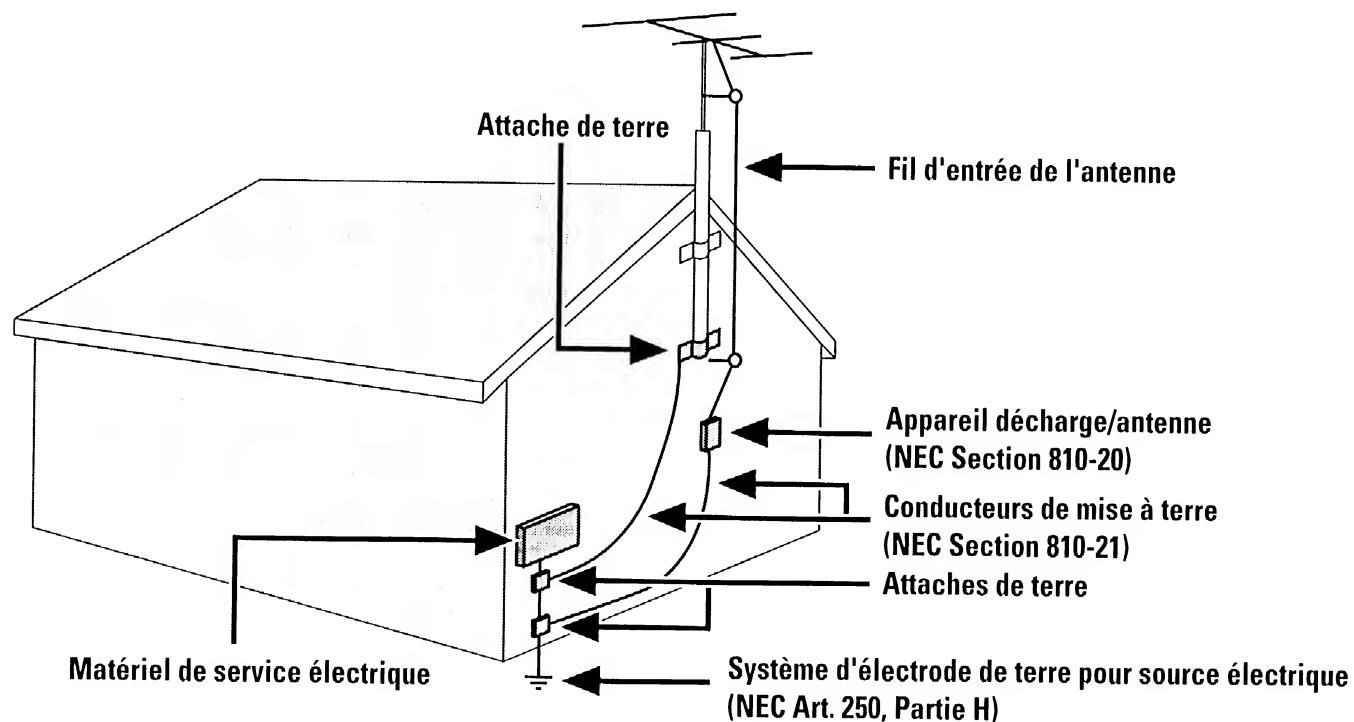 Attache de terre
Fil d'entrée de l'antenne
Appareil décharge/antenne
(NEC Section 810-20)
Conducteurs de mise à terre
(NEC Section 810-21)
Attaches de terre
Matériel de service électrique
Système d'électrode de terre pour source électrique
(NEC Art. 250, Partie H)